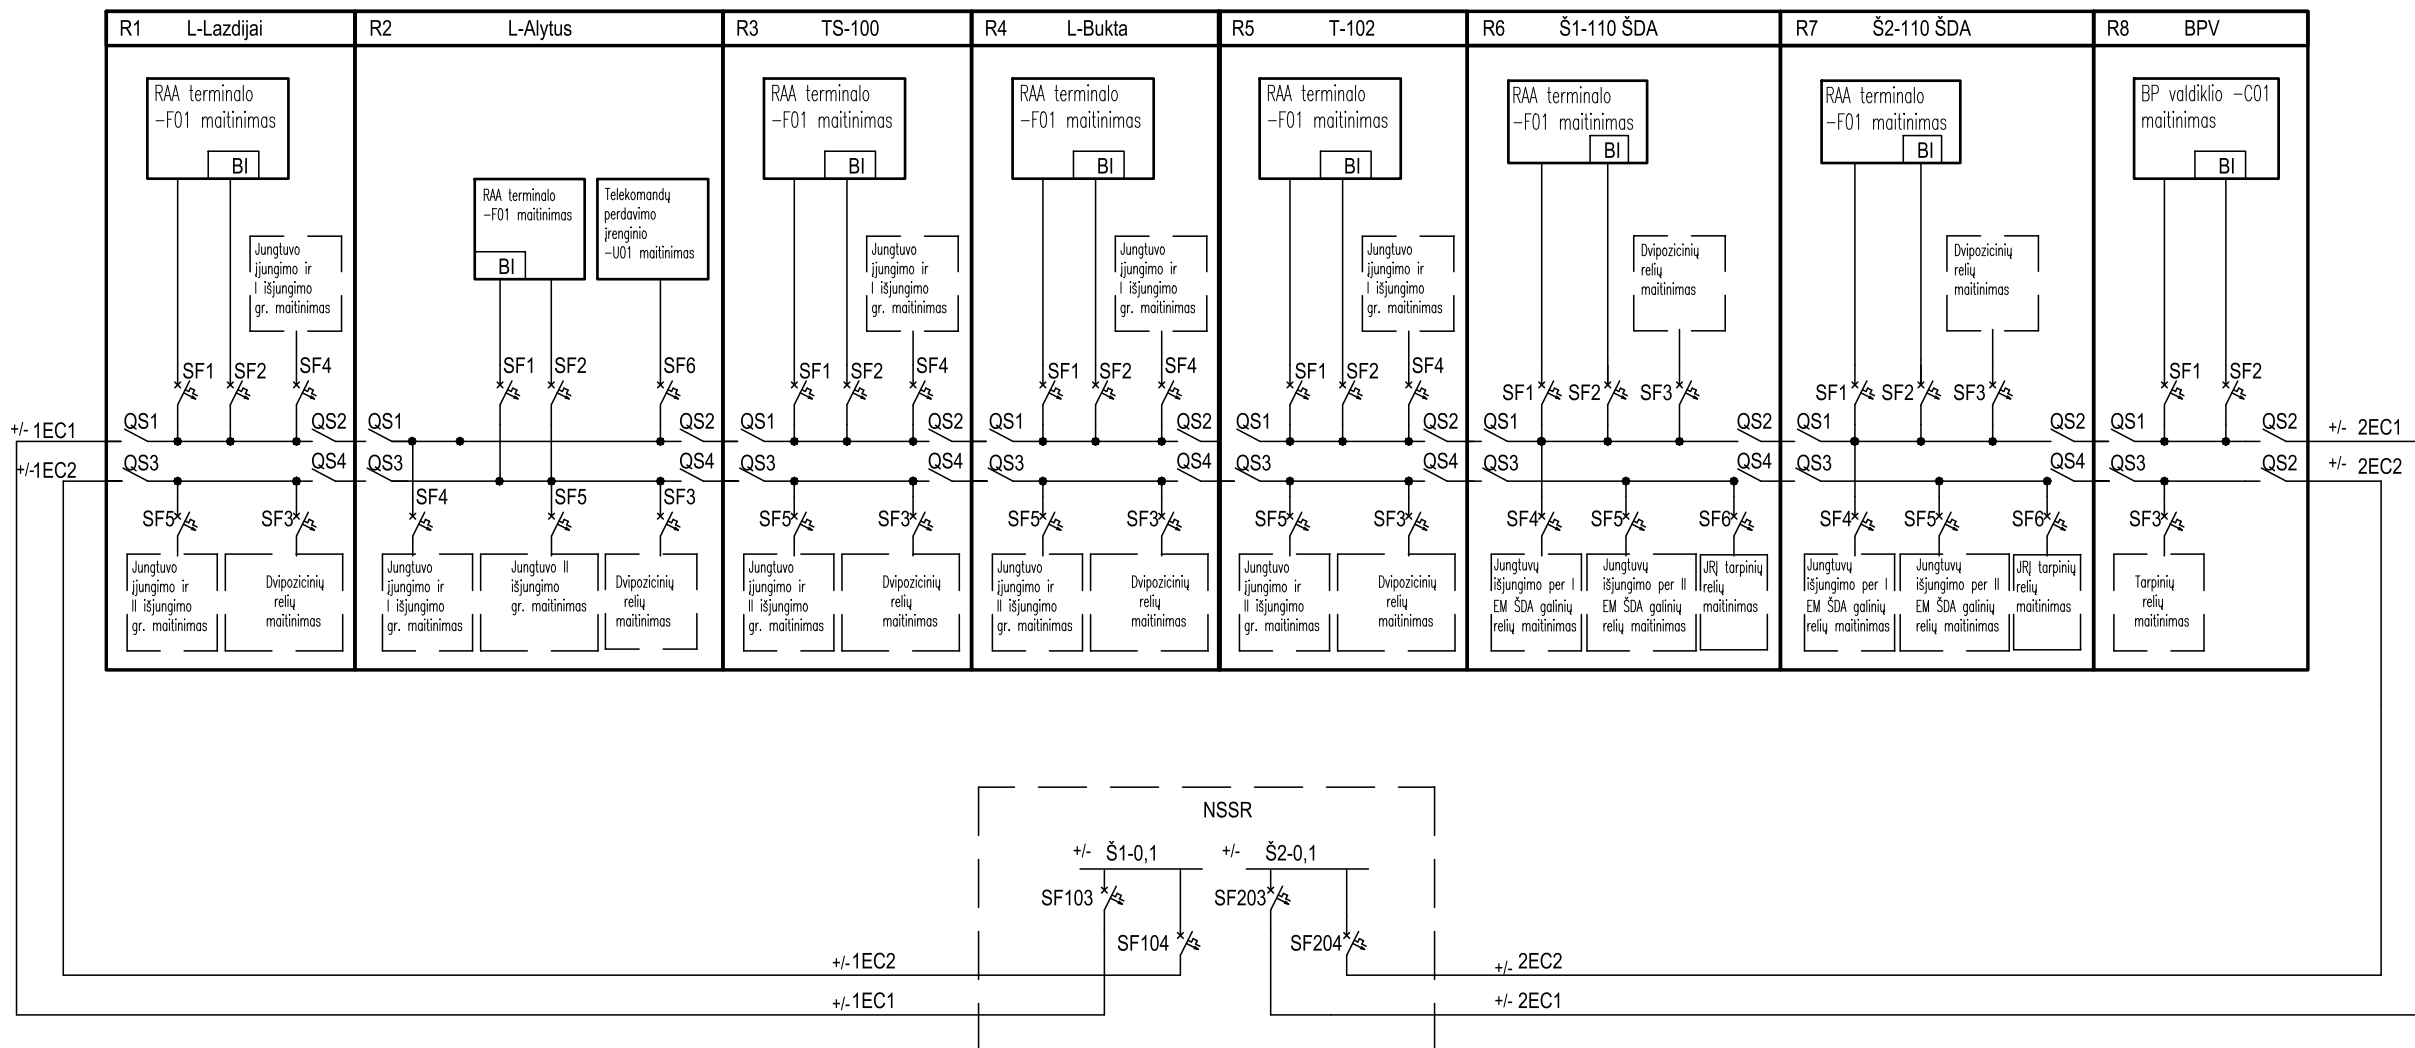 R1 L-Lazdijai
R2 L-Alytus
R3 TS-100
R4 L-Bukta
R5 T-102
R6 Š1-110 ŠDA
R7 Š2-110 ŠDA
R8 BPV
RAA terminalo
-F01 maitinimas
BI
RAA terminalo
-F01 maitinimas
BI
Telekomandų
perdavimo
įrenginio
-U01 maitinimas
RAA terminalo
-F01 maitinimas
BI
RAA terminalo
-F01 maitinimas
BI
RAA terminalo
-F01 maitinimas
BI
RAA terminalo
-F01 maitinimas
BI
RAA terminalo
-F01 maitinimas
BI
BP valdiklio -C01
maitinimas
BI
Jungtuvo
įjungimo ir
I išjungimo
gr. maitinimas
Jungtuvo
įjungimo ir
I išjungimo
gr. maitinimas
Jungtuvo
įjungimo ir
I išjungimo
gr. maitinimas
Jungtuvo
įjungimo ir
I išjungimo
gr. maitinimas
Dvipozicinių
relių
maitinimas
Dvipozicinių
relių
maitinimas
SF1 SF2 SF4
SF1 SF2 SF6
SF1 SF2 SF4
SF1 SF2 SF4
SF1 SF2 SF4
SF1 SF2 SF3
SF1 SF2 SF3
SF1 SF2
+/- 1EC1
QS1 QS2
QS1 QS2
QS1 QS2
QS1 QS2
QS1 QS2
QS1 QS2
QS1 QS2
QS1 QS2
+/- 2EC1
+/-1EC2
QS3 QS4
QS3 QS4
QS3 QS4
QS3 QS4
QS3 QS4
QS3 QS4
QS3 QS4
QS3 QS2
+/- 2EC2
SF5 SF3
SF4 SF5 SF3
SF5 SF3
SF5 SF3
SF5 SF3
SF4 SF5 SF6
SF4 SF5 SF6
SF3
Jungtuvo
įjungimo ir
II išjungimo
gr. maitinimas
Dvipozicinių
relių
maitinimas
Jungtuvo
įjungimo ir
I išjungimo
gr. maitinimas
Jungtuvo II
išjungimo
gr. maitinimas
Dvipozicinių
relių
maitinimas
Jungtuvo
įjungimo ir
II išjungimo
gr. maitinimas
Dvipozicinių
relių
maitinimas
Jungtuvo
įjungimo ir
II išjungimo
gr. maitinimas
Dvipozicinių
relių
maitinimas
Jungtuvo
įjungimo ir
II išjungimo
gr. maitinimas
Dvipozicinių
relių
maitinimas
Jungtuvų
išjungimo per I
EM ŠDA galinių
relių maitinimas
Jungtuvų
išjungimo per II
EM ŠDA galinių
relių maitinimas
JRĮ tarpinių
relių
maitinimas
Jungtuvų
išjungimo per I
EM ŠDA galinių
relių maitinimas
Jungtuvų
išjungimo per II
EM ŠDA galinių
relių maitinimas
JRĮ tarpinių
relių
maitinimas
Tarpinių
relių
maitinimas
NSSR
+/- Š1-0,1 +/- Š2-0,1
SF103 SF203
SF104 SF204
+/-1EC2 +/- 2EC2
+/-1EC1 +/- 2EC1